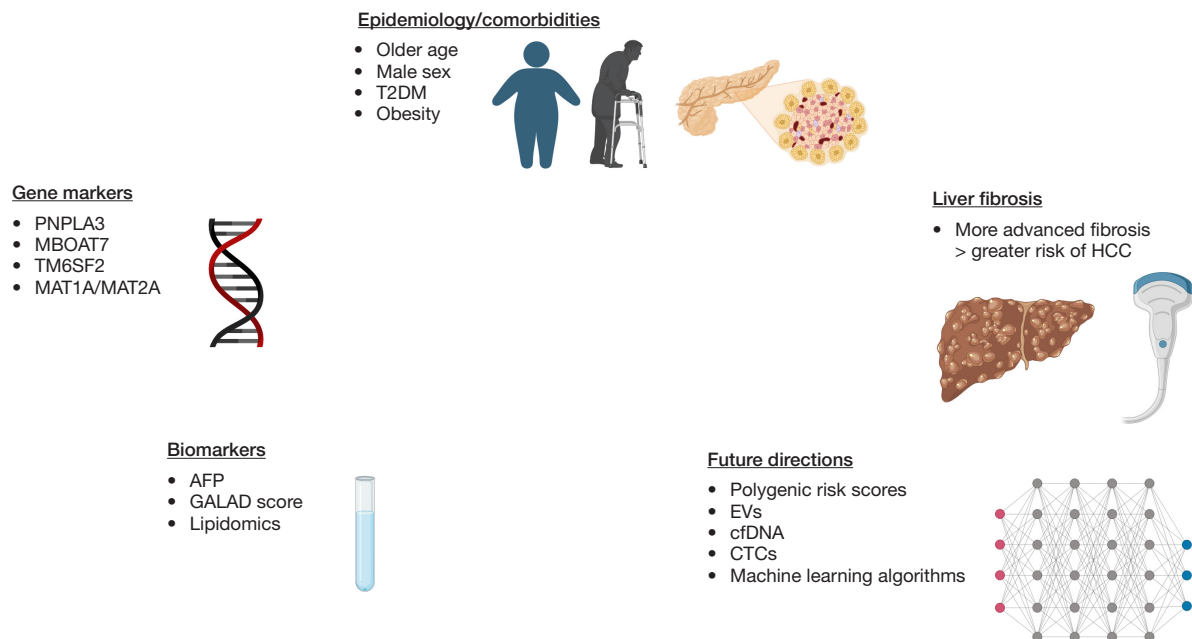 Epidemiology/comorbidities
• Older age
• Male sex
• T2DM
• Obesity
Gene markers
• PNPLA3
• MBOAT7
• TM6SF2
• MAT1A/MAT2A
Liver fibrosis
• More advanced fibrosis
> greater risk of HCC
Biomarkers
• AFP
• GALAD score
• Lipidomics
Future directions
• Polygenic risk scores
• EVs
• cfDNA
• CTCs
• Machine learning algorithms